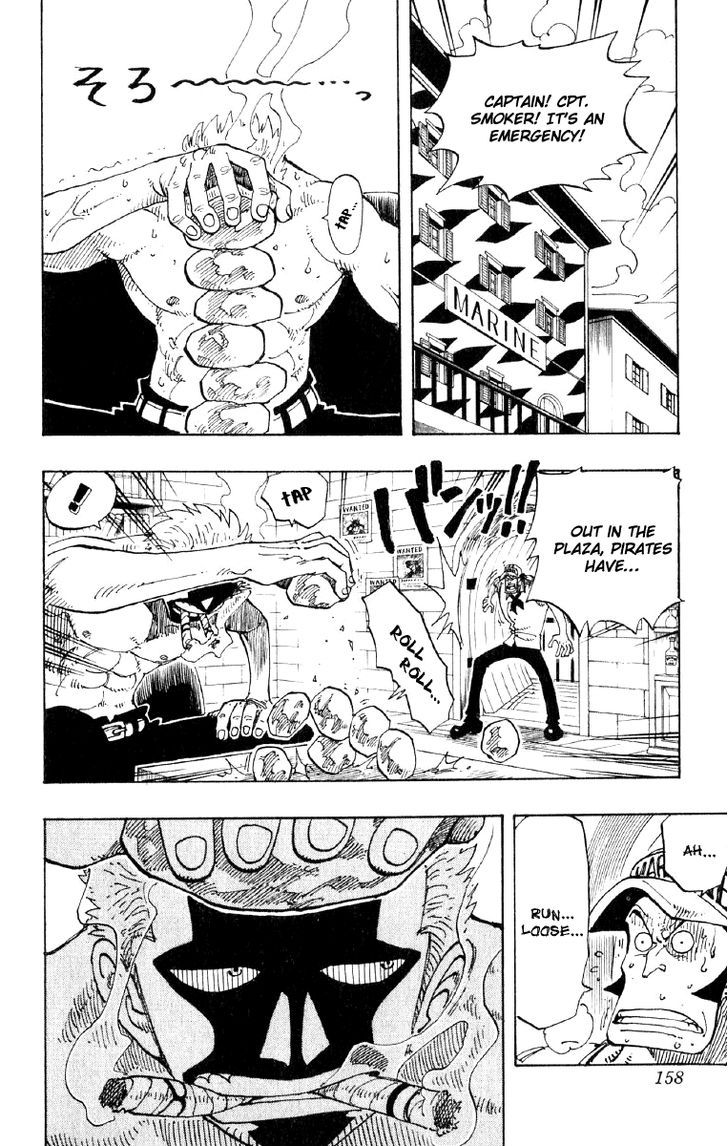 そろ〜〜〜…っ
TAP...
CAPTAIN! CPT.
SMOKER! IT'S AN
EMERGENCY!
MARINE
!
TAP
WANTED
WANTED
WANTED
バンッ!!
OUT IN THE
PLAZA, PIRATES
HAVE...
ROLL
ROLL...
AH...
RUN...
LOOSE...
MAR
158